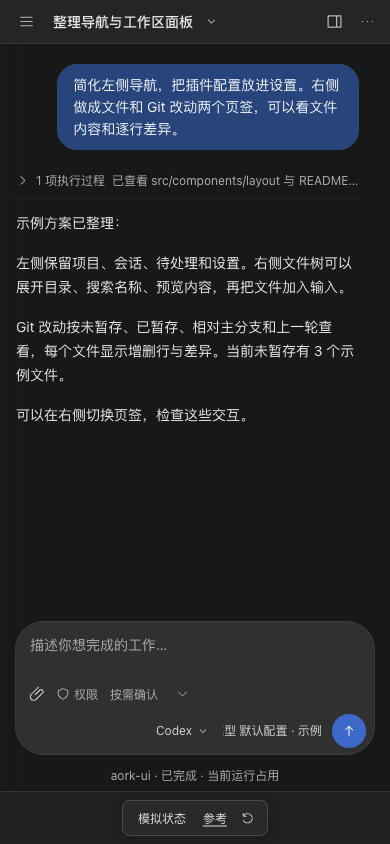 整理导航与工作区面板
简化左侧导航，把插件配置放进设置。右侧
做成文件和 Git 改动两个页签，可以看文件
内容和逐行差异。
1 项执行过程 已查看 src/components/layout 与 README...
示例方案已整理：
左侧保留项目、会话、待处理和设置。右侧文件树可以
展开目录、搜索名称、预览内容，再把文件加入输入。
Git 改动按未暂存、已暂存、相对主分支和上一轮查
看，每个文件显示增删行与差异。当前未暂存有 3 个示
例文件。
可以在右侧切换页签，检查这些交互。
描述你想完成的工作...
权限 按需确认
Codex 型 默认配置 · 示例
aork-ui · 已完成 · 当前运行占用
模拟状态 参考